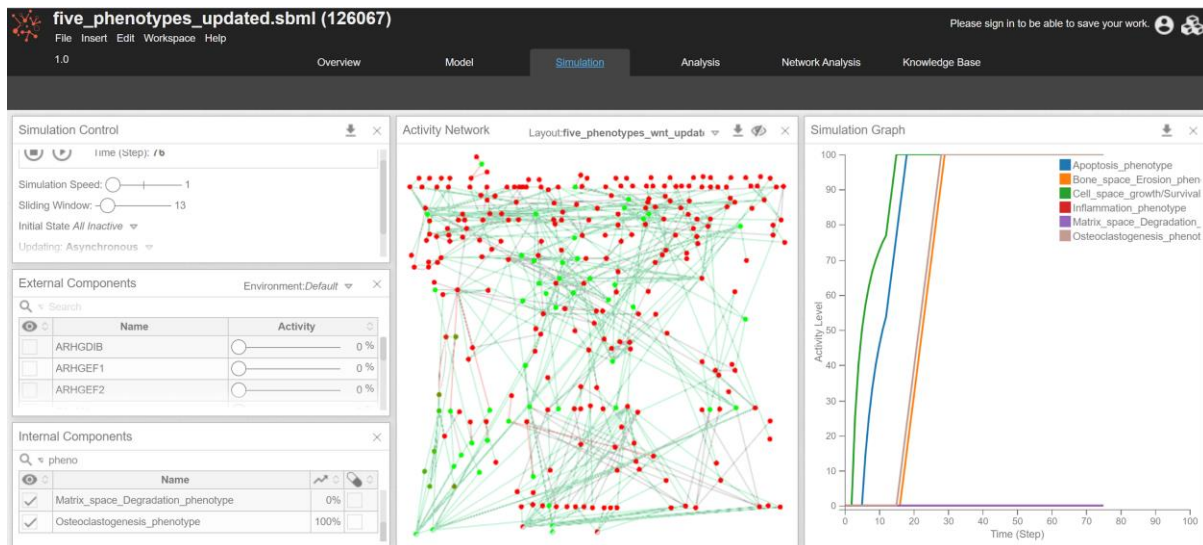 five_phenotypes_updated.sbml (126067)
Please sign in to be able to save your work.
File Insert Edit Workspace Help
1.0
Overview Model Simulation Analysis Network Analysis Knowledge Base
Simulation Control
Time (Step): 76
Simulation Speed: 1
Sliding Window: 13
Initial State All Inactive
Updating: Asynchronous
External Components Environment:Default
Search
Name Activity
ARHGDIB 0 %
ARHGEF1 0 %
ARHGEF2 0 %
Internal Components
pheno
Name
Matrix_space_Degradation_phenotype 0%
Osteoclastogenesis_phenotype 100%
Activity Network Layout:five_phenotypes_wnt_updat
Simulation Graph
Apoptosis_phenotype
Bone_space_Erosion_phen
Cell_space_growth/Survival
Inflammation_phenotype
Matrix_space_Degradation_
Osteoclastogenesis_phenot
Activity Level
100
90
80
70
60
50
40
30
20
10
0
0 10 20 30 40 50 60 70 80 90 100
Time (Step)